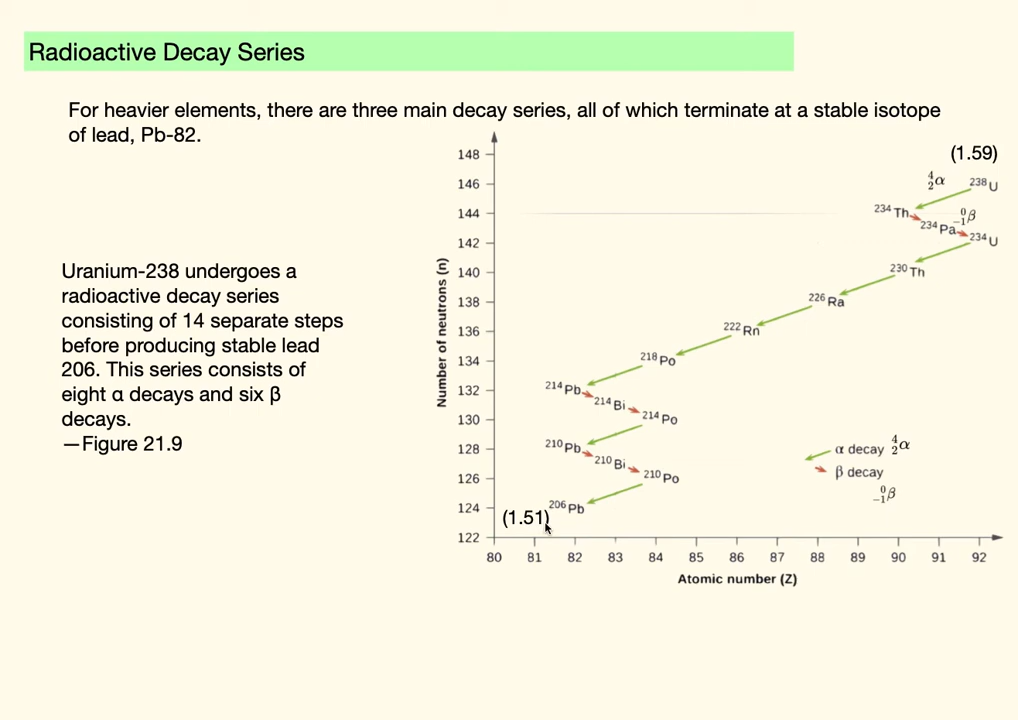 Radioactive Decay Series
For heavier elements, there are three main decay series, all of which terminate at a stable isotope
of lead, Pb-82.
Uranium-238 undergoes a
radioactive decay series
consisting of 14 separate steps
before producing stable lead
206. This series consists of
eight α decays and six β
decays.
—Figure 21.9
Number of neutrons (n)
148
146
144
142
140
138
136
134
132
130
128
126
124
122
(1.59)
⁴₂α
²³⁸U
²³⁴Th
⁰₋₁β
²³⁴Pa
²³⁴U
²³⁰Th
²²⁶Ra
²²²Rn
²¹⁸Po
²¹⁴Pb
²¹⁴Bi
²¹⁴Po
²¹⁰Pb
²¹⁰Bi
²¹⁰Po
²⁰⁶Pb
(1.51)
α decay ⁴₂α
β decay
⁰₋₁β
80 81 82 83 84 85 86 87 88 89 90 91 92
Atomic number (Z)